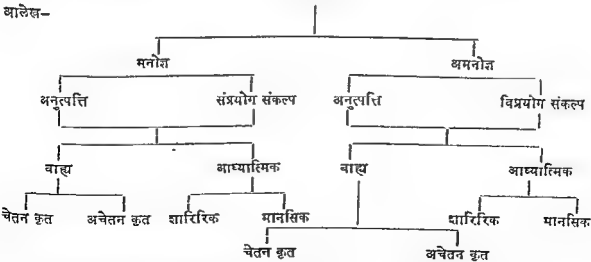 आलेख–
मनोज्ञ अमनोज्ञ
अनुत्पत्ति संप्रयोग संकल्प अनुत्पत्ति विप्रयोग संकल्प
वाह्य आध्यात्मिक वाह्य आध्यात्मिक
चेतन कृत अचेतन कृत शारिरिक मानसिक शारिरिक मानसिक
चेतन कृत अचेतन कृत